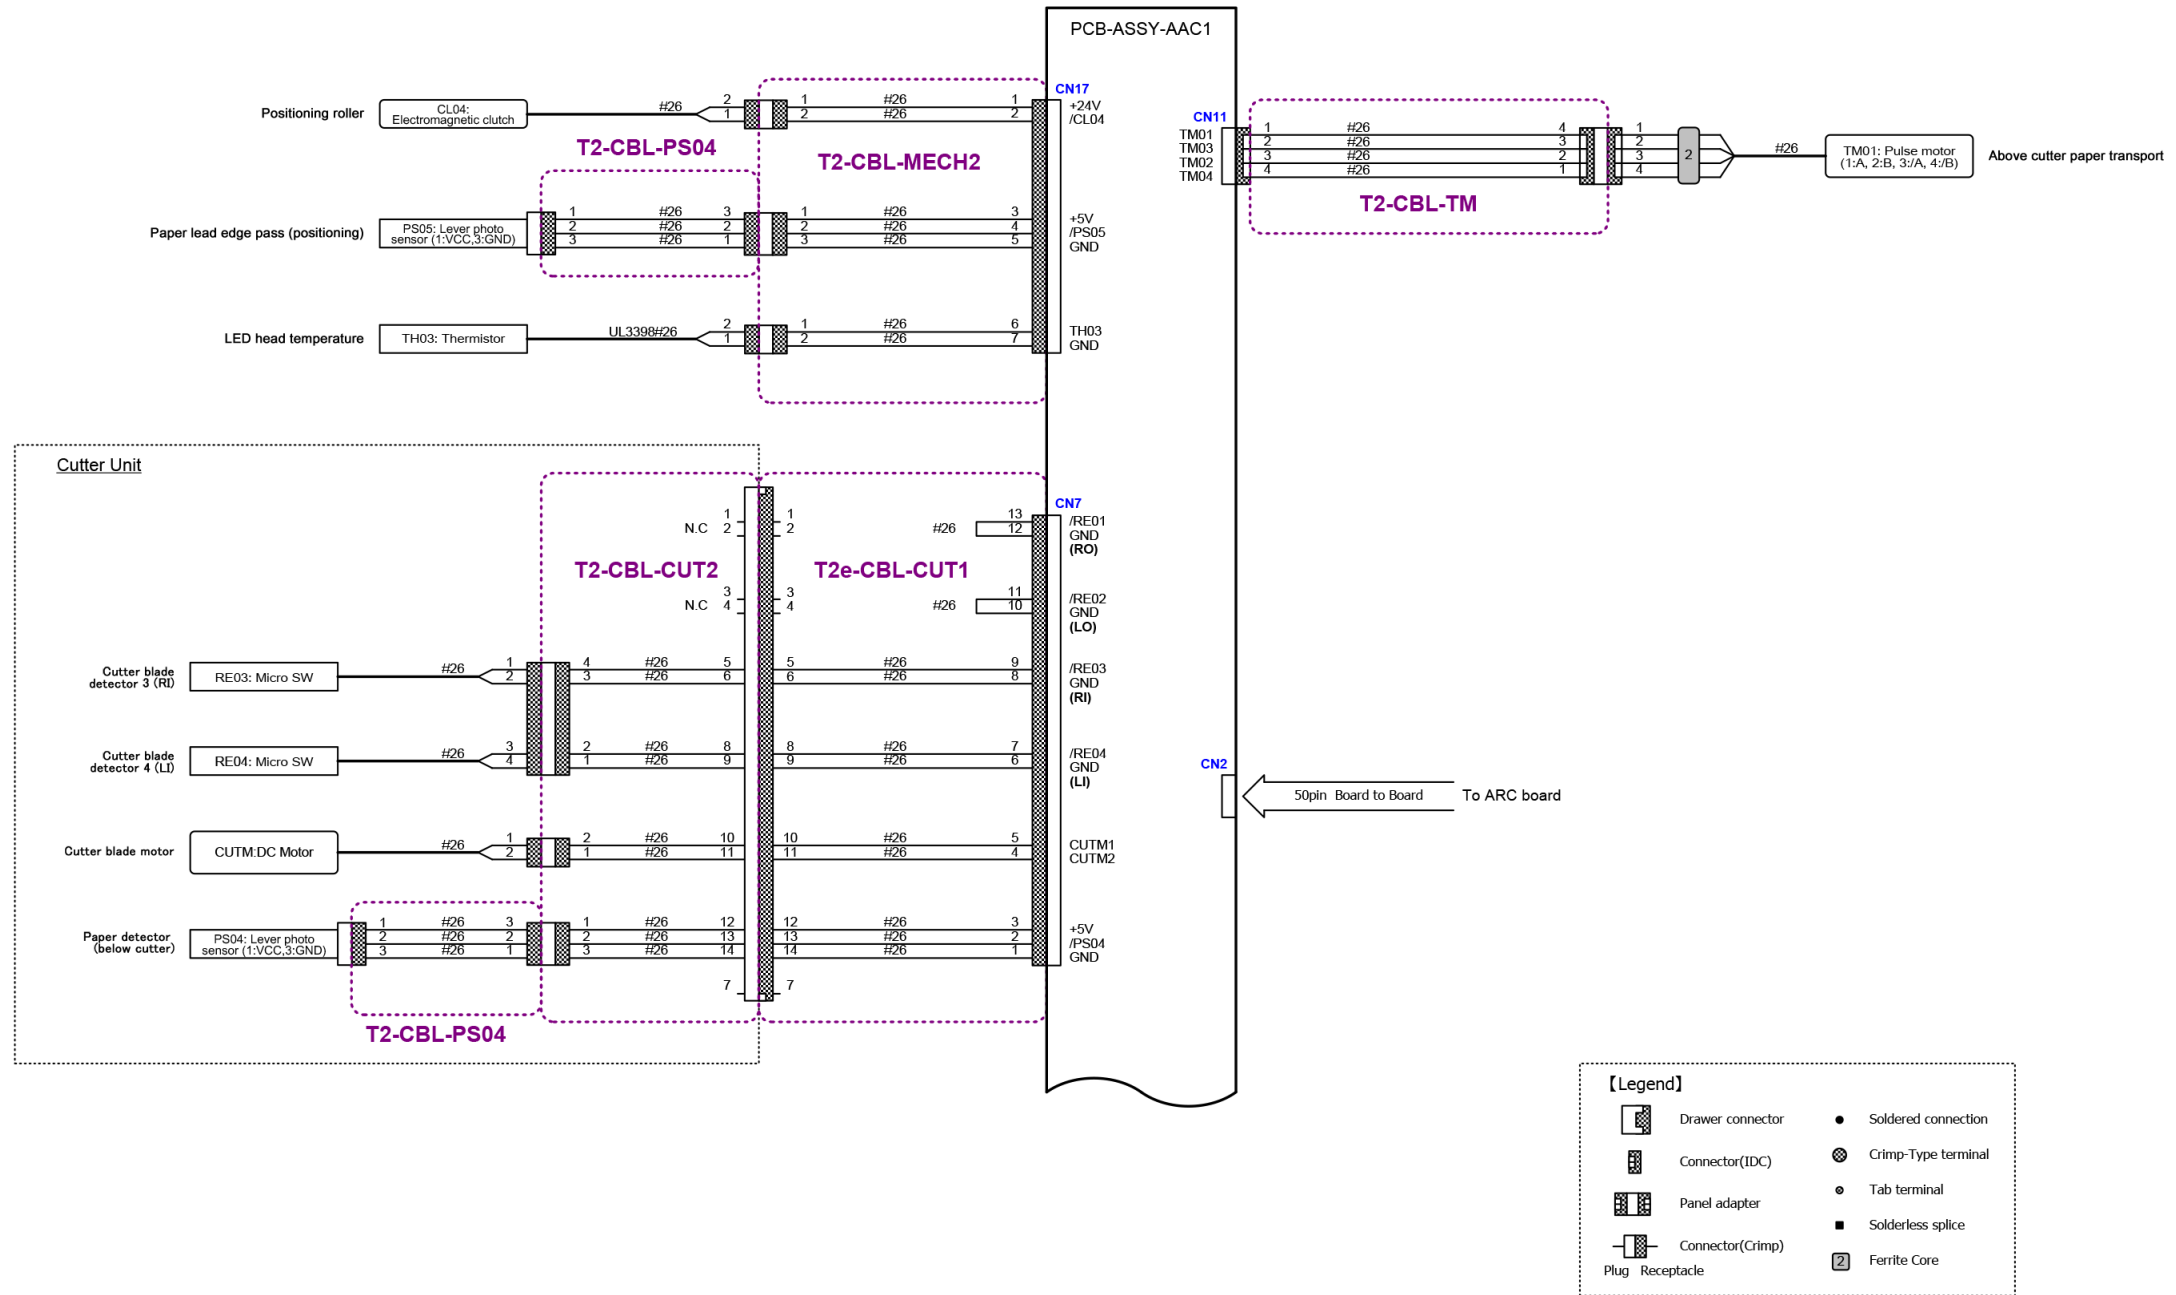 PCB-ASSY-AAC1
CN17
Positioning roller
CL04:
Electromagnetic clutch
#26
2 1 #26 1 +24V
1 2 #26 2 /CL04
T2-CBL-PS04
T2-CBL-MECH2
Paper lead edge pass (positioning)
PS05: Lever photo
sensor (1:VCC,3:GND)
1 #26 3 1 #26 3 +5V
2 #26 2 2 #26 4 /PS05
3 #26 1 3 #26 5 GND
LED head temperature
TH03: Thermistor
UL3398#26
2 1 #26 6 TH03
1 2 #26 7 GND
CN11
TM01 1 #26 4 1
TM03 2 #26 3 2
TM02 3 #26 2 3
TM04 4 #26 1 4
2
#26
TM01: Pulse motor
(1:A, 2:B, 3:/A, 4:/B)
Above cutter paper transport
T2-CBL-TM
Cutter Unit
CN7
1 1 13 /RE01
N.C 2 2 #26 12 GND
(RO)
T2-CBL-CUT2
T2e-CBL-CUT1
3 3 11 /RE02
N.C 4 4 #26 10 GND
(LO)
Cutter blade
detector 3 (RI)
RE03: Micro SW
#26
1 4 #26 5 5 #26 9 /RE03
2 3 #26 6 6 #26 8 GND
(RI)
Cutter blade
detector 4 (LI)
RE04: Micro SW
#26
3 2 #26 8 8 #26 7 /RE04
4 1 #26 9 9 #26 6 GND
(LI)
CN2
50pin Board to Board
To ARC board
Cutter blade motor
CUTM:DC Motor
#26
1 2 #26 10 10 #26 5 CUTM1
2 1 #26 11 11 #26 4 CUTM2
Paper detector
(below cutter)
PS04: Lever photo
sensor (1:VCC,3:GND)
1 #26 3 1 #26 12 12 #26 3 +5V
2 #26 2 2 #26 13 13 #26 2 /PS04
3 #26 1 3 #26 14 14 #26 1 GND
7 7
T2-CBL-PS04
【Legend】
Drawer connector
Connector(IDC)
Panel adapter
Connector(Crimp)
Plug Receptacle
Soldered connection
Crimp-Type terminal
Tab terminal
Solderless splice
2 Ferrite Core